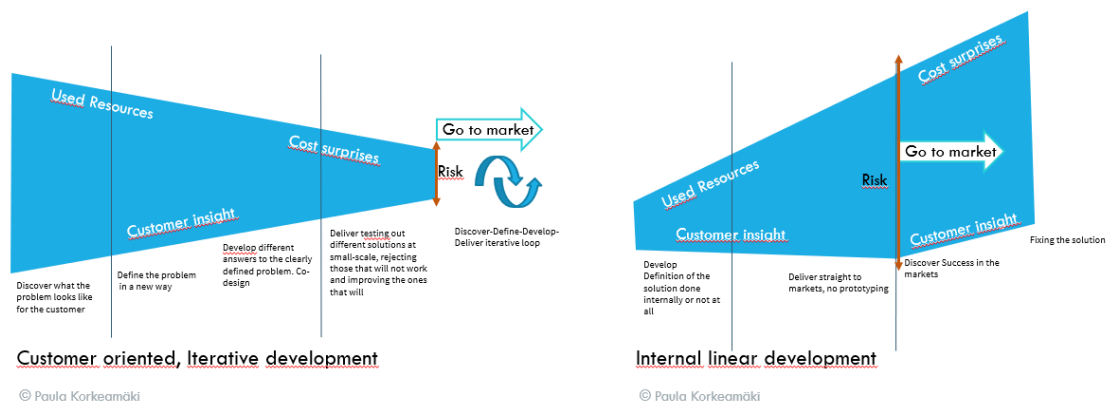 Used Resources
Cost surprises
Go to market
Risk
Customer insight
Discover what the
problem looks like
for the customer
Define the problem
in a new way
Develop different
answers to the clearly
defined problem. Co-
design
Deliver testing out
different solutions at
small-scale, rejecting
those that will not work
and improving the ones
that will
Discover-Define-Develop-
Deliver iterative loop
Customer oriented, Iterative development
© Paula Korkeamäki
Cost surprises
Used Resources
Go to market
Risk
Customer insight
Customer insight
Develop
Definition of the
solution done
internally or not at
all
Deliver straight to
markets, no prototyping
Discover Success in the
markets
Fixing the solution
Internal linear development
© Paula Korkeamäki